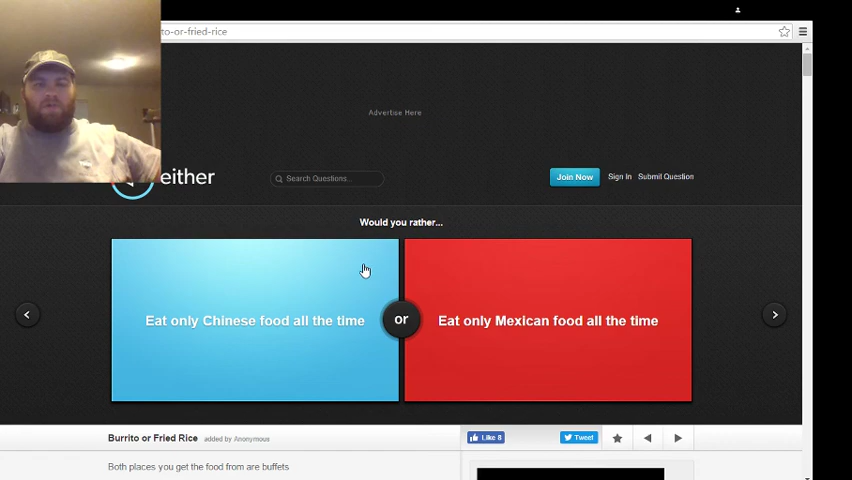 to-or-fried-rice
Advertise Here
either
Search Questions...
Join Now
Sign In
Submit Question
Would you rather...
Eat only Chinese food all the time
or
Eat only Mexican food all the time
Burrito or Fried Rice added by Anonymous
Like 8
Tweet
Both places you get the food from are buffets